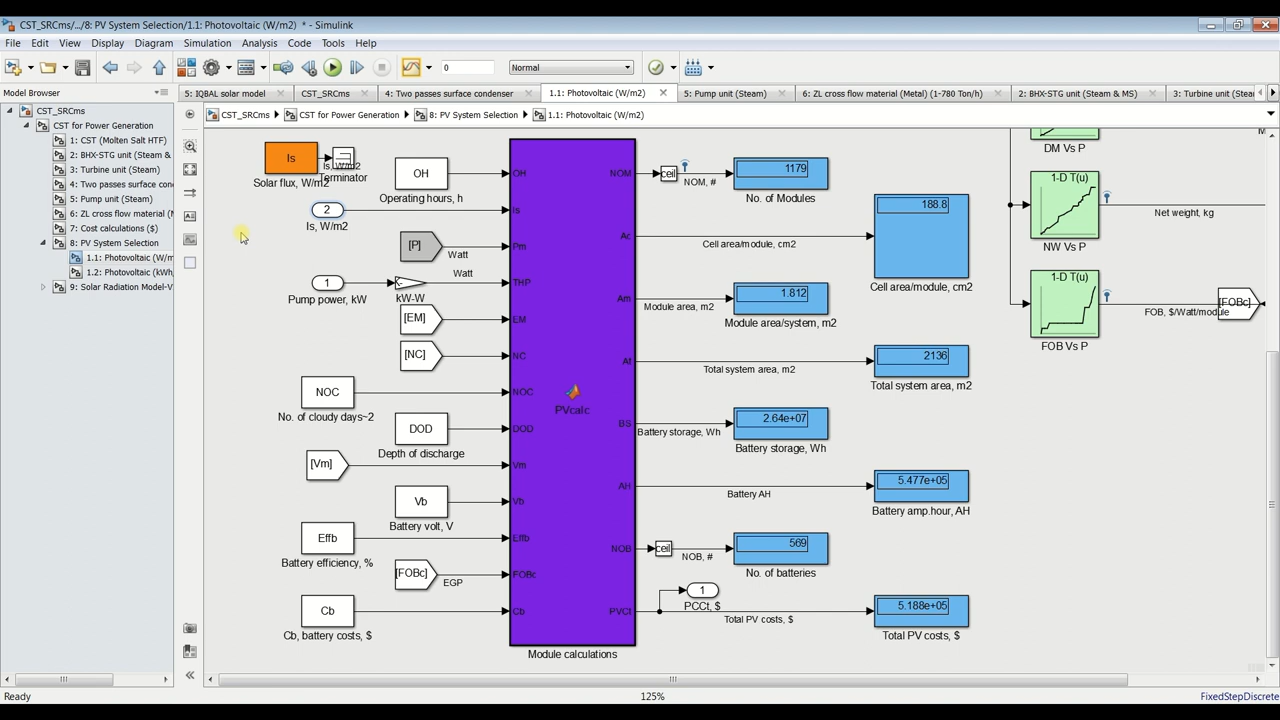 CST_SRCms/.../8: PV System Selection/1.1: Photovoltaic (W/m2) * - Simulink
File Edit View Display Diagram Simulation Analysis Code Tools Help
0 Normal
Model Browser
5: IQBAL solar model CST_SRCms 4: Two passes surface condenser 1.1: Photovoltaic (W/m2) 5: Pump unit (Steam) 6: ZL cross flow material (Metal) (1-780 Ton/h) 2: BHX-STG unit (Steam & MS) 3: Turbine unit (Stea
CST_SRCms CST for Power Generation 8: PV System Selection 1.1: Photovoltaic (W/m2)
CST_SRCms
CST for Power Generation
1: CST (Molten Salt HTF)
2: BHX-STG unit (Steam &
3: Turbine unit (Steam)
4: Two passes surface con
5: Pump unit (Steam)
6: ZL cross flow material (
7: Cost calculations ($)
8: PV System Selection
1.1: Photovoltaic (W/m
1.2: Photovoltaic (kWh,
9: Solar Radiation Model-V
Is
Is, W/m2
Solar flux, W/m2
Terminator
OH
Operating hours, h
2
Is, W/m2
[P]
Watt
1
Pump power, kW
Watt
kW-W
[EM]
[NC]
NOC
No. of cloudy days~2
DOD
Depth of discharge
[Vm]
Vb
Battery volt, V
Effb
Battery efficiency, %
[FOBc]
EGP
Cb
Cb, battery costs, $
OH
Is
Pm
THP
EM
NC
NOC
DOD
Vm
Vb
Effb
FOBc
Cb
PVcalc
NOM
Ac
Am
At
BS
AH
NOB
PVCt
Module calculations
ceil
NOM, #
1179
No. of Modules
Cell area/module, cm2
188.8
Cell area/module, cm2
Module area, m2
1.812
Module area/system, m2
Total system area, m2
2136
Total system area, m2
Battery storage, Wh
2.64e+07
Battery storage, Wh
Battery AH
5.477e+05
Battery amp.hour, AH
ceil
NOB, #
569
No. of batteries
1
PCCt, $
Total PV costs, $
5.188e+05
Total PV costs, $
DM Vs P
1-D T(u)
Net weight, kg
NW Vs P
1-D T(u)
[FOBc]
FOB, $/Watt/module
FOB Vs P
Ready 125% FixedStepDiscrete